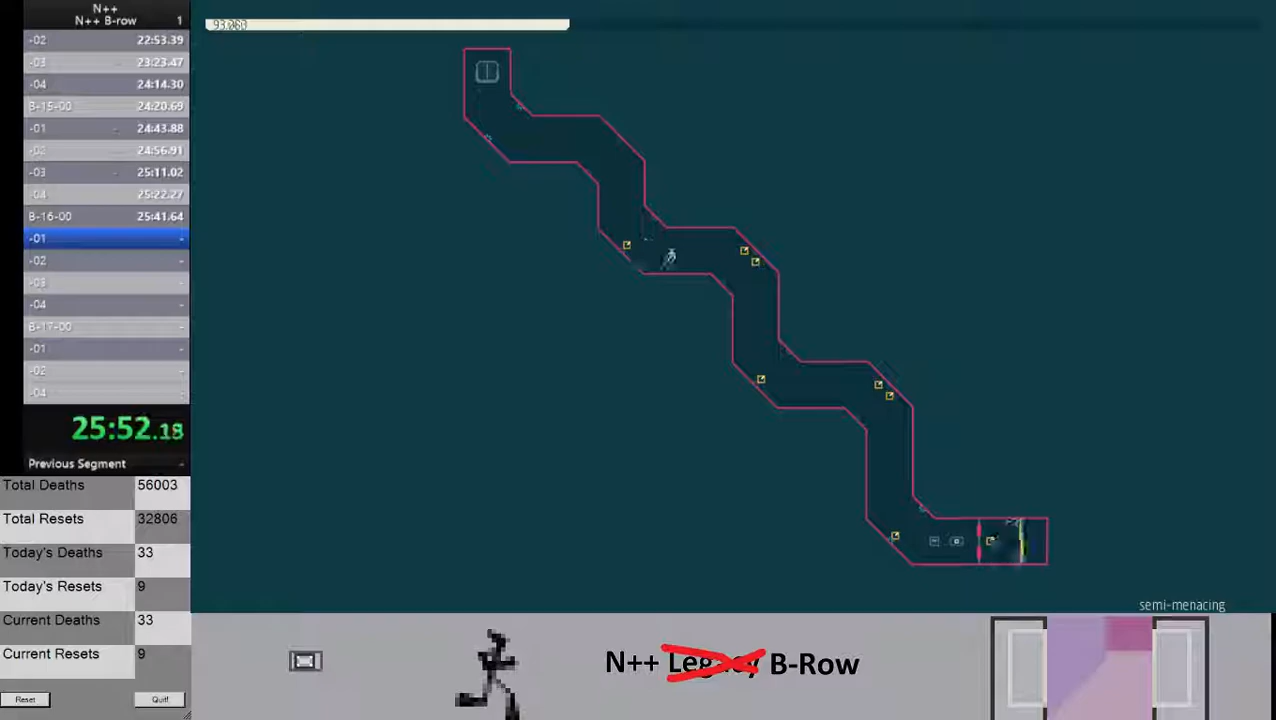 N++
N++ B-row 1
-02 22:53.39
-03 23:23.47
-04 24:14.30
B-15-00 24:20.69
-01 - 24:43.88
-02 - 24:56.91
-03 - 25:11.02
-04 - 25:22.27
B-16-00 25:41.64
-01 -
-02 -
-03 -
-04 -
B-17-00 -
-01 -
-02 -
-04 -
25:52.18
Previous Segment -
Total Deaths 56003
Total Resets 32806
Today's Deaths 33
Today's Resets 9
Current Deaths 33
Current Resets 9
Reset Quit!
93.060
semi-menacing
N++ Legacy B-Row